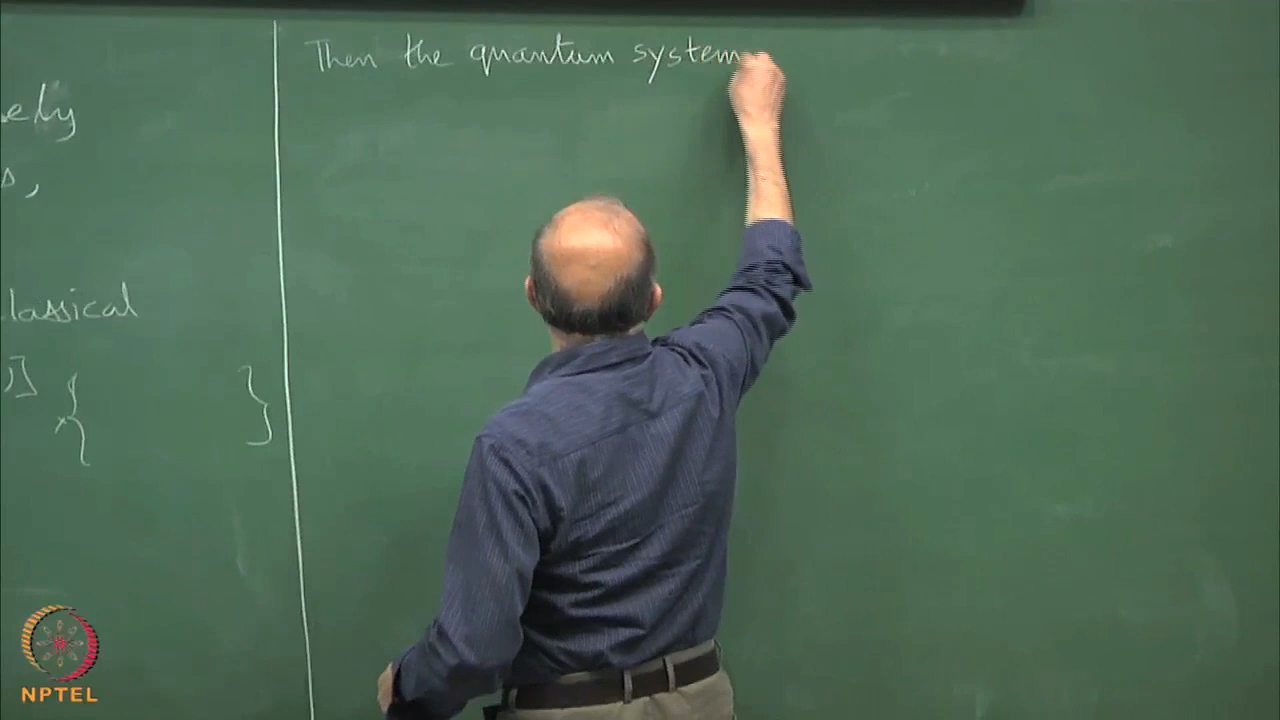 ely
s,
lassical
)] { }
Then the quantum system
NPTEL